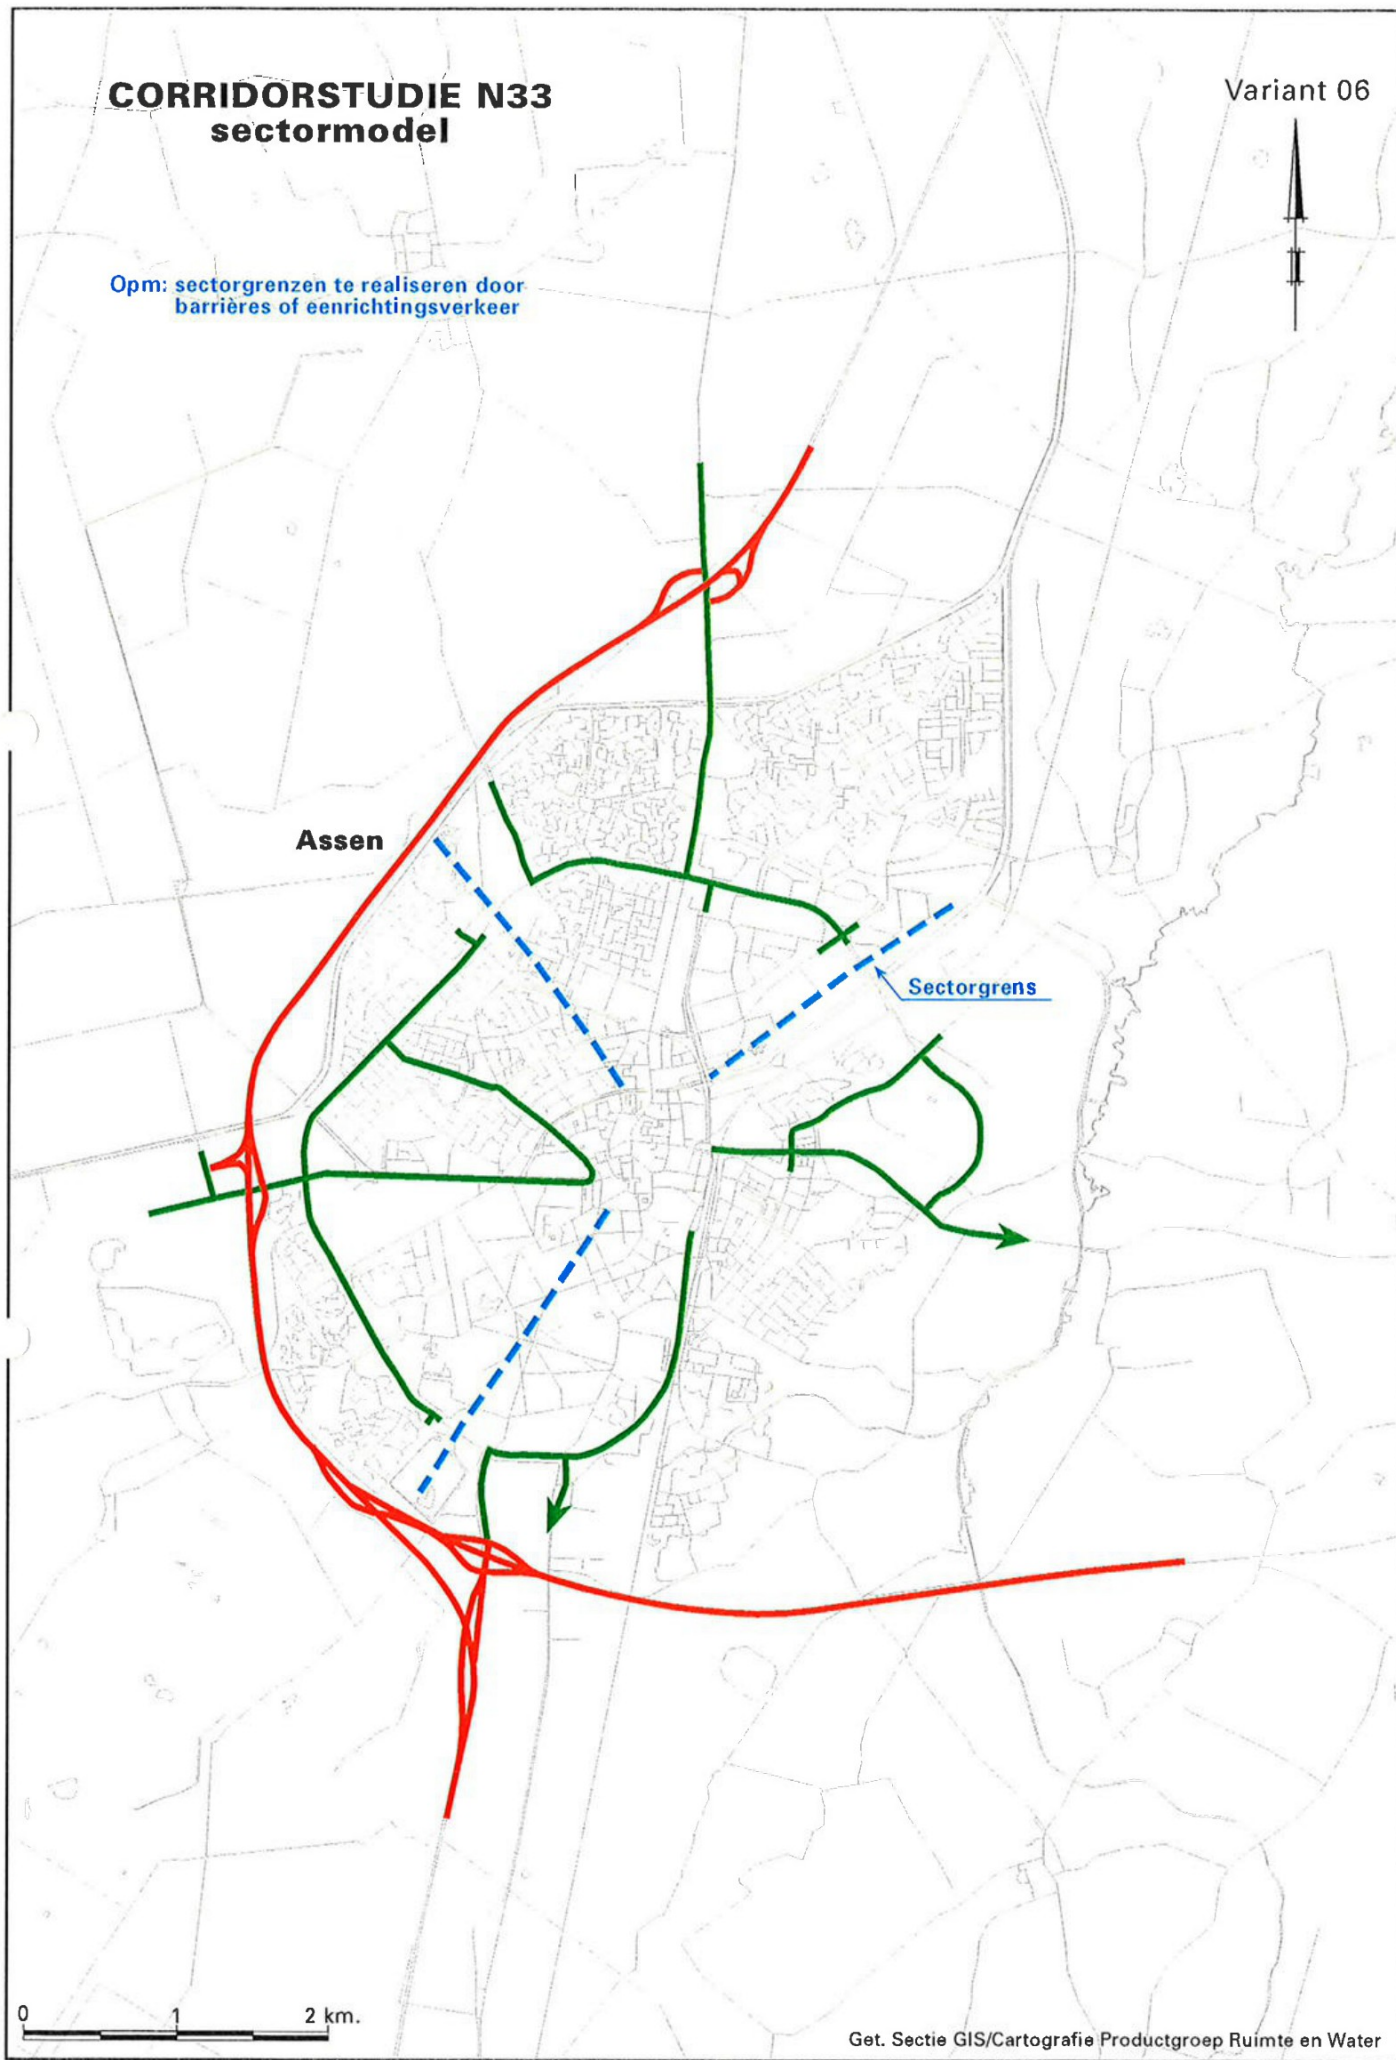 CORRIDORSTUDIE N33
sectormodel
Variant 06
Opm: sectorgrenzen te realiseren door
barrières of eenrichtingsverkeer
Assen
Sectorgrens
0 1 2 km.
Get. Sectie GIS/Cartografie Productgroep Ruimte en Water